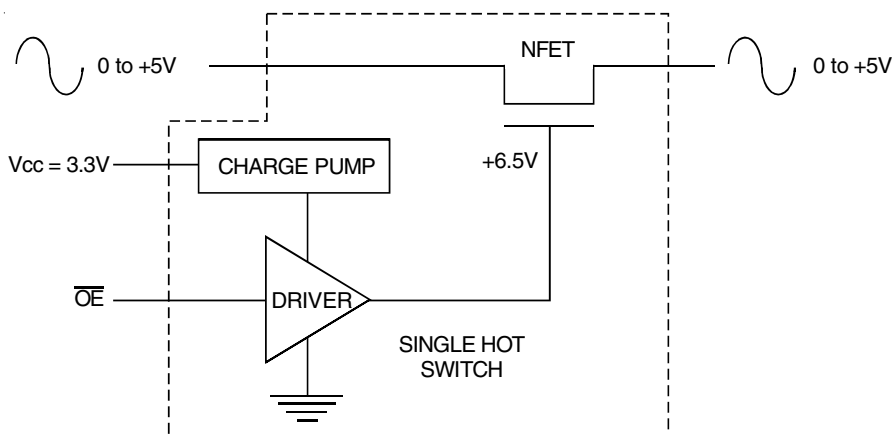 NFET
0 to +5V
0 to +5V
Vcc = 3.3V
CHARGE PUMP
+6.5V
OE
DRIVER
SINGLE HOT
SWITCH